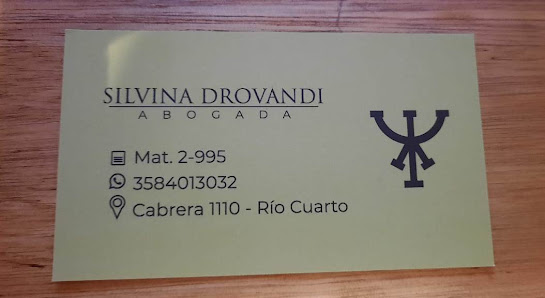 SILVINA DROVANDI
ABOGADA
Mat. 2-995
3584013032
Cabrera 1110 - Río Cuarto